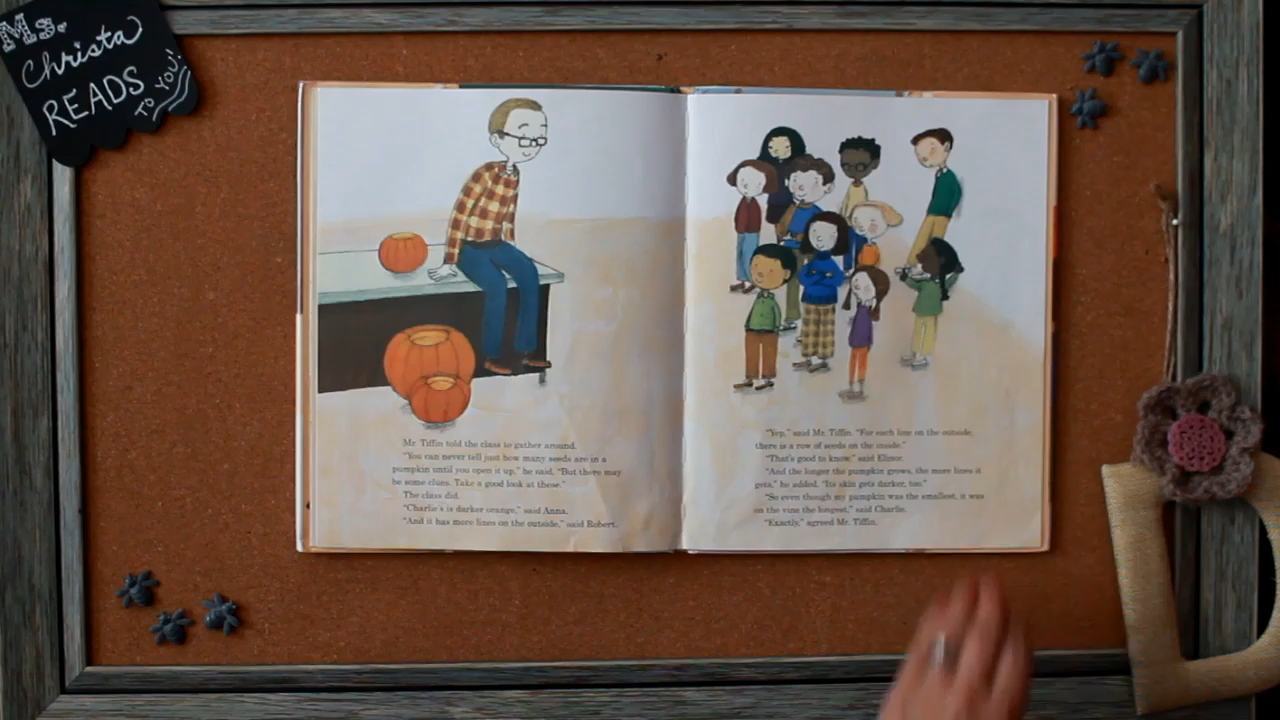 Ms.
Christa
READS
TO YOU!
Mr. Tiffin told the class to gather around.
"You can never tell just how many seeds are in a
pumpkin until you open it up," he said, "But there may
be some clues. Take a good look at these."
The class did.
"Charlie's is darker orange," said Anna.
"And it has more lines on the outside," said Robert.
"Yep," said Mr. Tiffin. "For each line on the outside,
there is a row of seeds on the inside."
"That's good to know," said Elinor.
"And the longer the pumpkin grows, the more lines it
gets," he added. "Its skin gets darker, too."
"So even though my pumpkin was the smallest, it was
on the vine the longest," said Charlie.
"Exactly," agreed Mr. Tiffin.